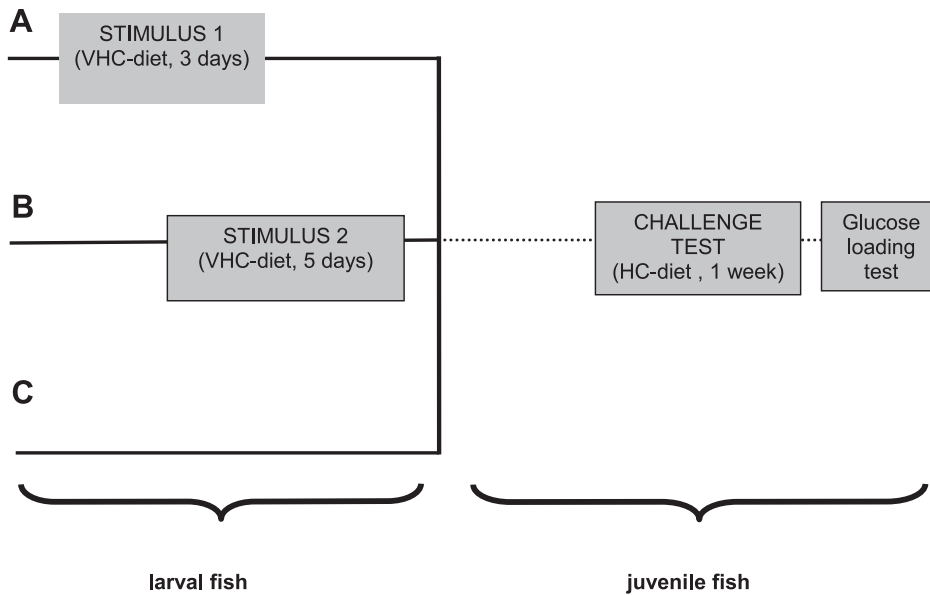 A
STIMULUS 1
(VHC-diet, 3 days)
B
STIMULUS 2
(VHC-diet, 5 days)
CHALLENGE
TEST
(HC-diet , 1 week)
Glucose
loading
test
C
larval fish
juvenile fish